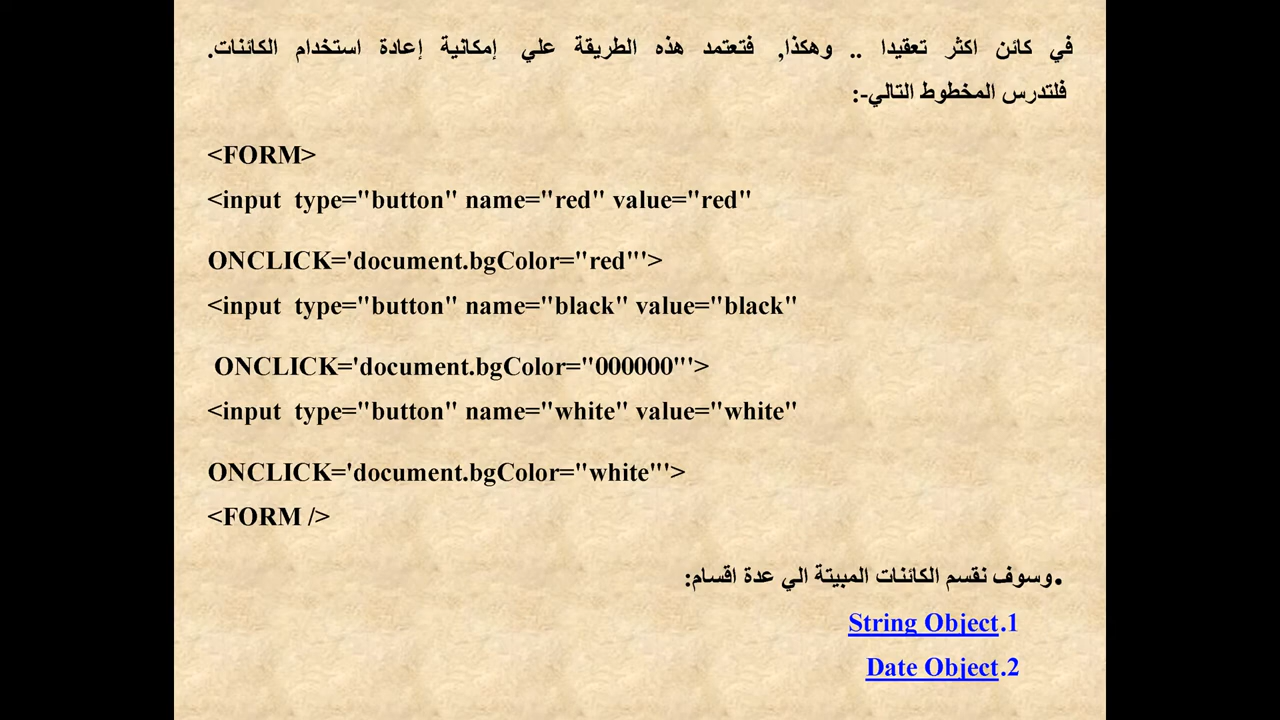 في كائن اكثر تعقيدا .. وهكذا, فتعتمد هذه الطريقة علي إمكانية إعادة استخدام الكائنات.
فلتدرس المخطوط التالي-:
<FORM>
<input type="button" name="red" value="red"
ONCLICK='document.bgColor="red"'>
<input type="button" name="black" value="black"
ONCLICK='document.bgColor="000000"'>
<input type="button" name="white" value="white"
ONCLICK='document.bgColor="white"'>
<FORM />
•وسوف نقسم الكائنات المبيتة الي عدة اقسام:
1.String Object
2.Date Object